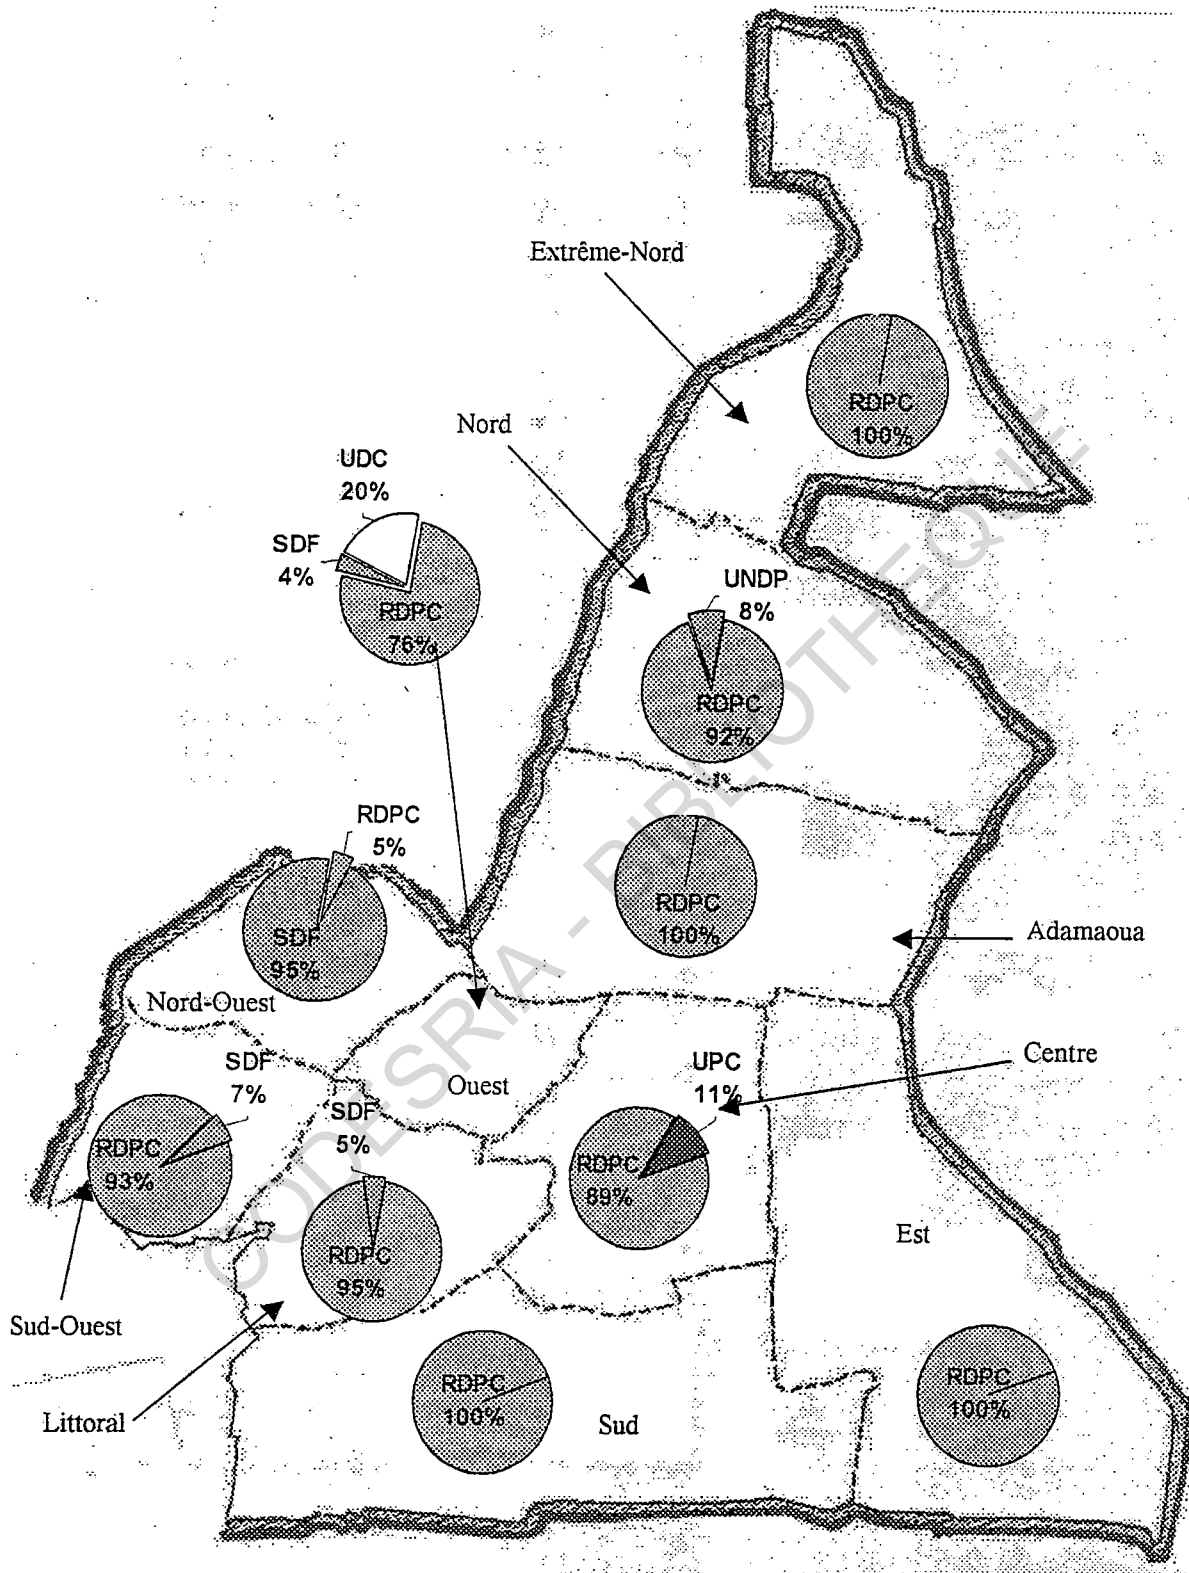 Extrême-Nord
RDPC
100%
Nord
UDC
20%
SDF
4%
RDPC
76%
UNDP
8%
RDPC
92%
RDPC
5%
SDF
95%
Nord-Ouest
RDPC
100%
Adamaoua
Centre
SDF
7%
RDPC
93%
Ouest
SDF
5%
RDPC
95%
UPC
11%
RDPC
89%
Est
Sud-Ouest
Littoral
RDPC
100%
Sud
RDPC
100%
CODESRIA - BIBLIOTHEQUE